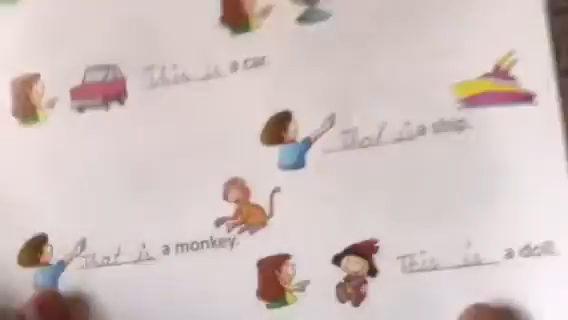 This is a car.
That is a ship.
That is a monkey.
This is a doll.